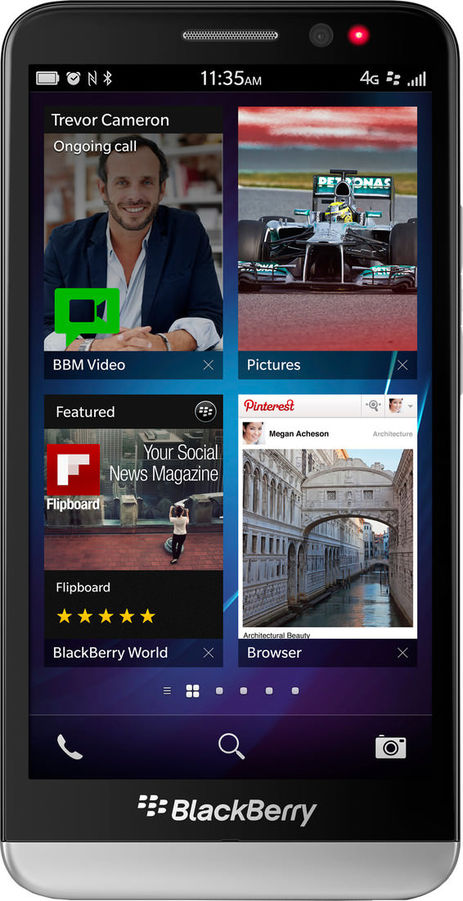 11:35AM
4G
Trevor Cameron
Ongoing call
BBM Video
PETRONAS
Pictures
Featured
Your Social
News Magazine
Flipboard
Flipboard
BlackBerry World
Pinterest
Megan Acheson
Architecture
Architectural Beauty
Browser
BlackBerry